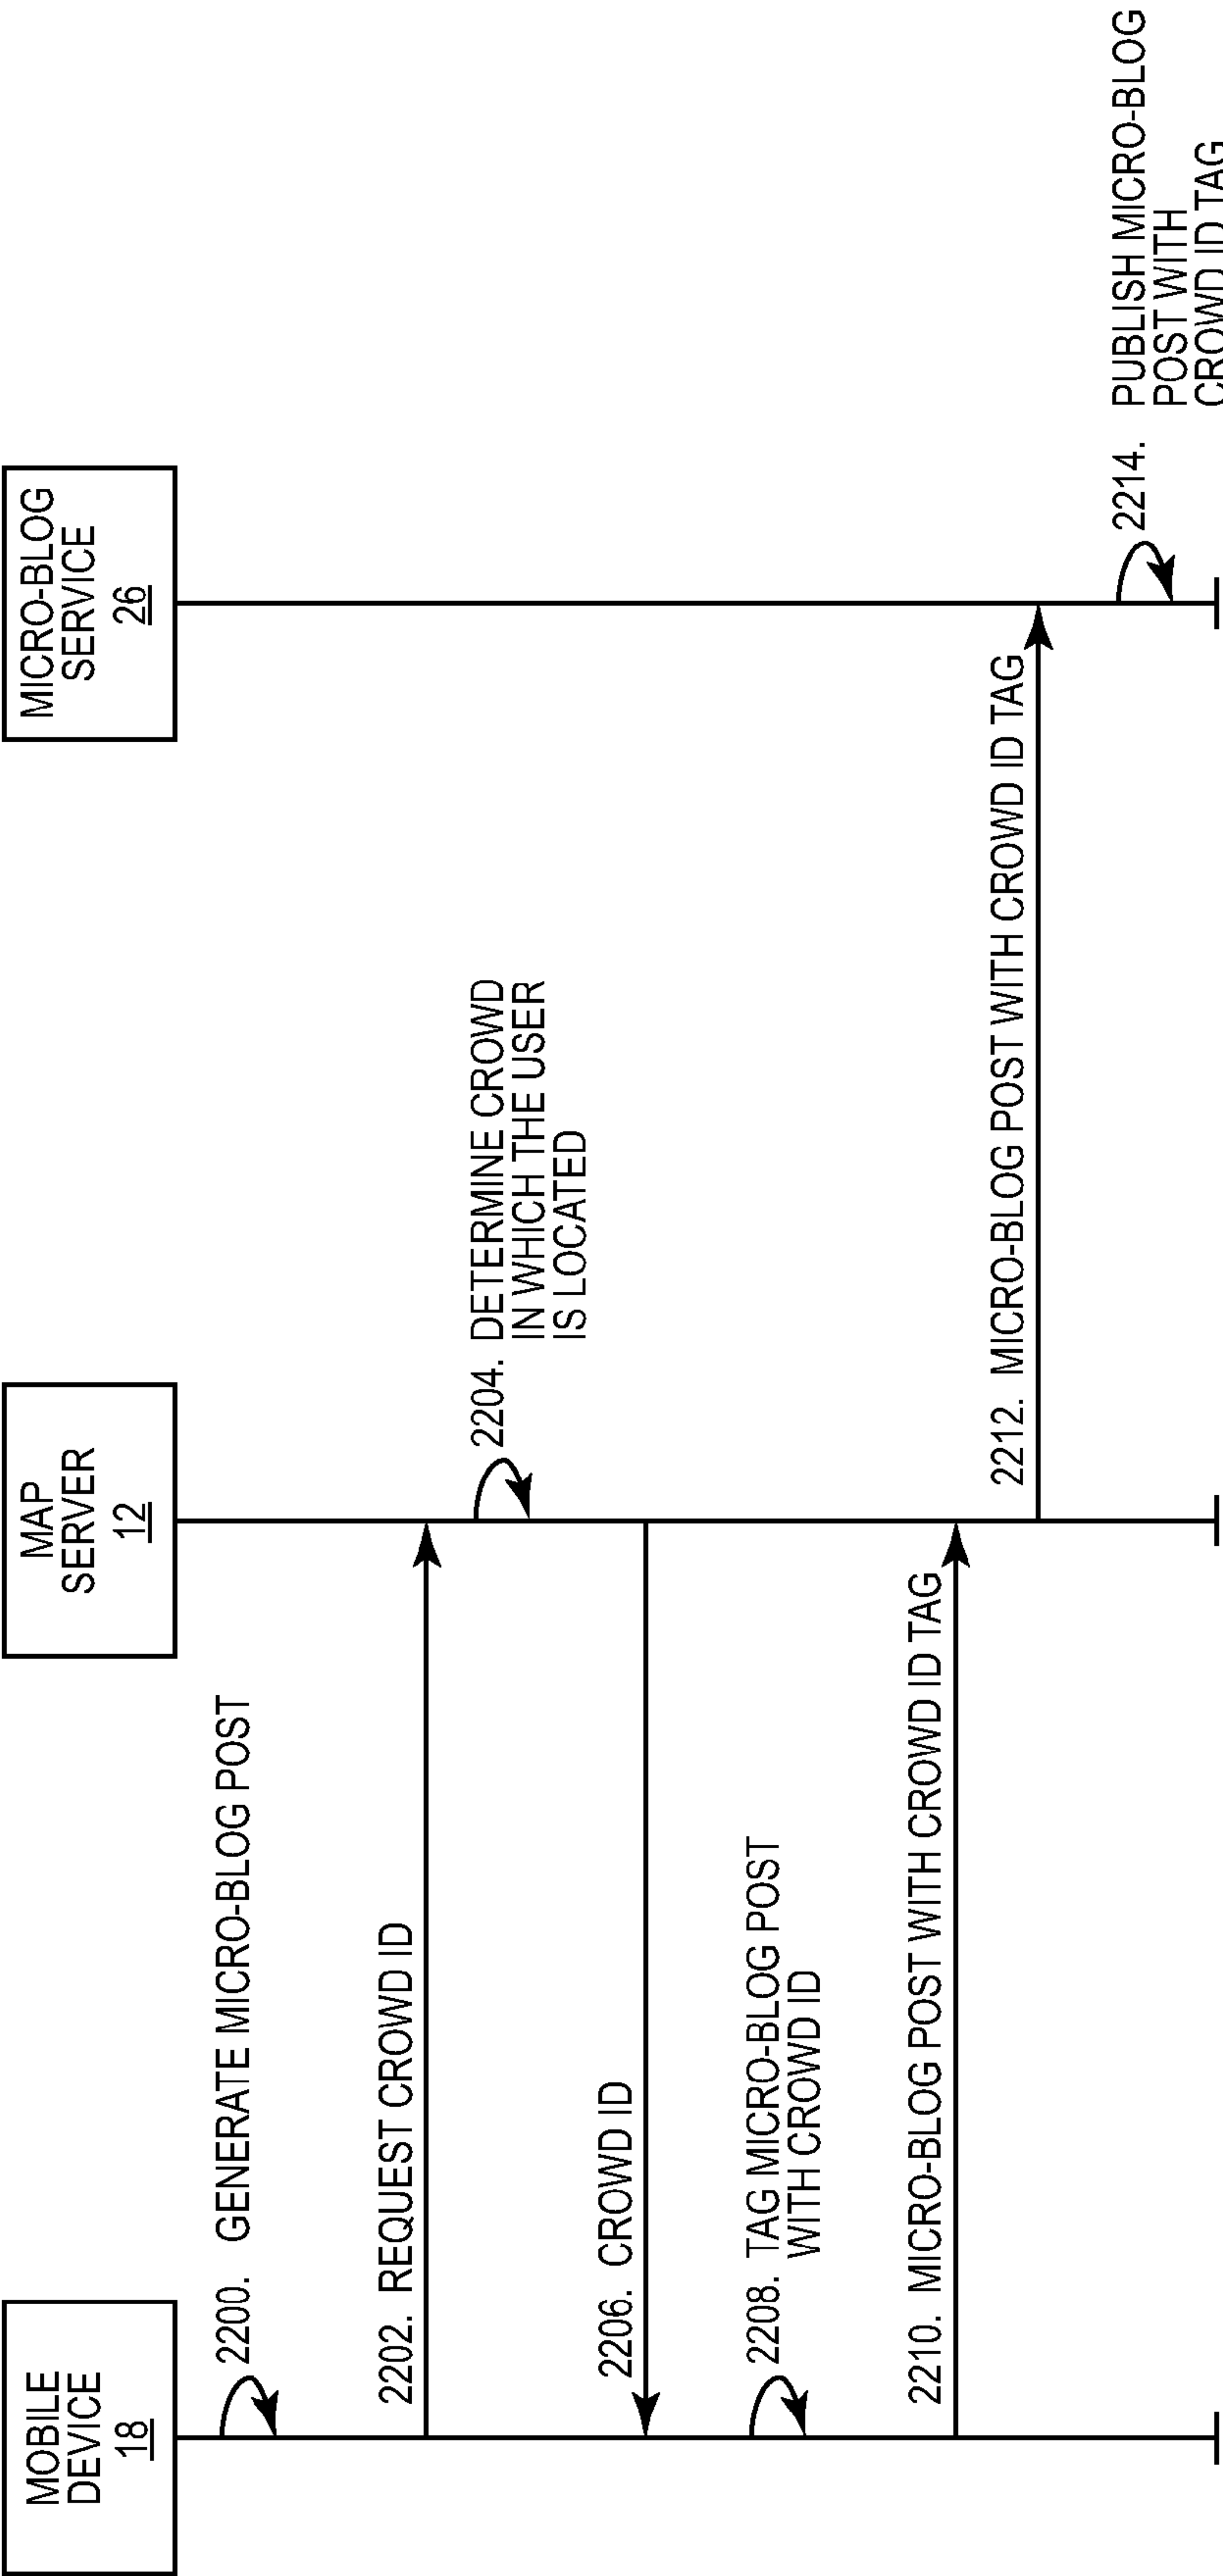 MOBILE
DEVICE
18
MAP
SERVER
12
MICRO-BLOG
SERVICE
26
2200. GENERATE MICRO-BLOG POST
2202. REQUEST CROWD ID
2204. DETERMINE CROWD
IN WHICH THE USER
IS LOCATED
2206. CROWD ID
2208. TAG MICRO-BLOG POST
WITH CROWD ID
2210. MICRO-BLOG POST WITH CROWD ID TAG
2212. MICRO-BLOG POST WITH CROWD ID TAG
2214. PUBLISH MICRO-BLOG
POST WITH
CROWD ID TAG